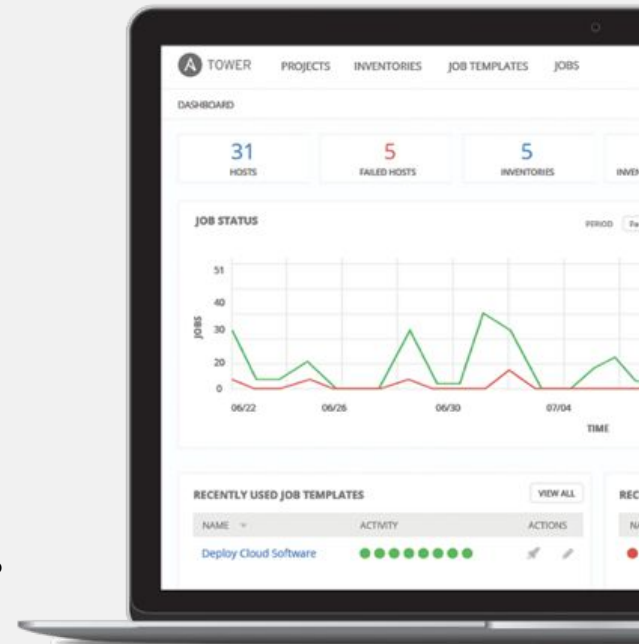 A TOWER PROJECTS INVENTORIES JOB TEMPLATES JOBS
DASHBOARD
31 5 5
HOSTS FAILED HOSTS INVENTORIES
JOB STATUS PERIOD
51
40
30
20
0
JOBS
06/22 06/26 06/30 07/04
TIME
RECENTLY USED JOB TEMPLATES VIEW ALL
NAME ACTIVITY ACTIONS
Deploy Cloud Software